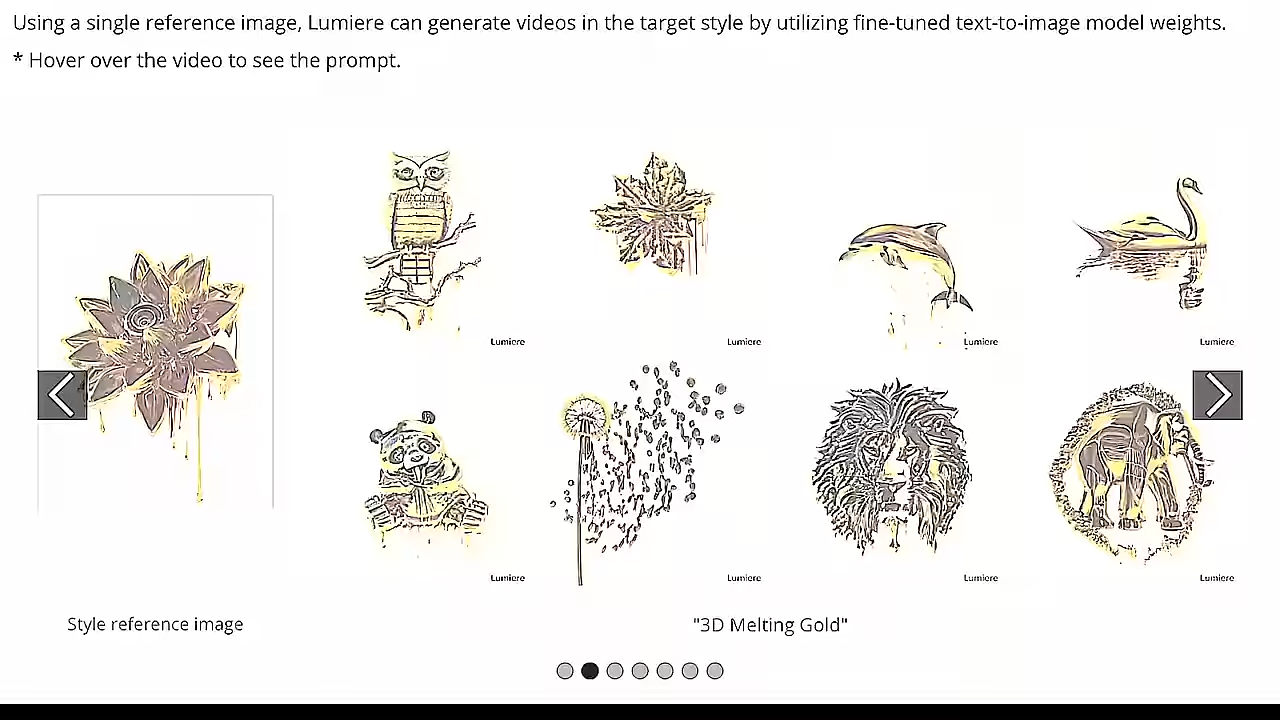 Using a single reference image, Lumiere can generate videos in the target style by utilizing fine-tuned text-to-image model weights.
* Hover over the video to see the prompt.
Lumiere
Lumiere
Lumiere
Lumiere
Lumiere
Lumiere
Lumiere
Lumiere
Style reference image
"3D Melting Gold"